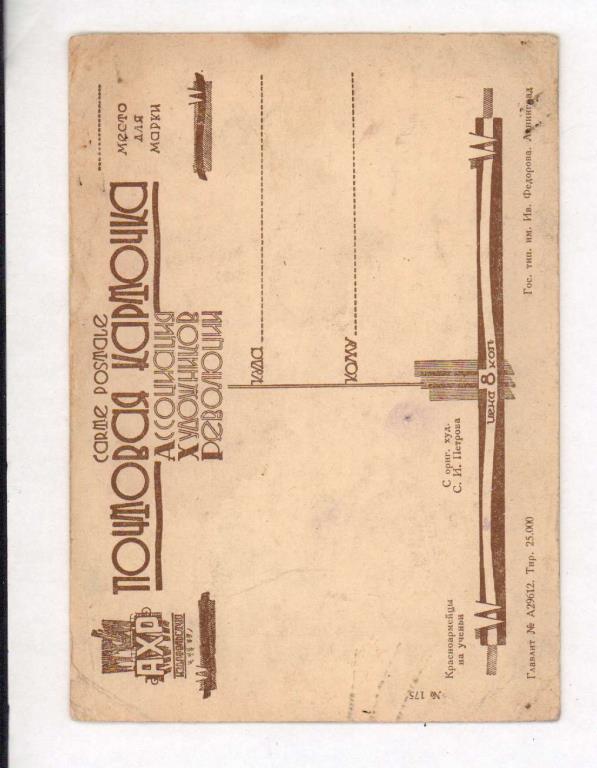 CARTE POSTALE
ПОЧТОВАЯ КАРТОЧКА
АССОЦИАЦИЯ
ХУДОЖНИКОВ
РЕВОЛЮЦИИ
МЕСТО
ДЛЯ
МАРКИ
АХР
КУДА
КОМУ
№ 175
Красноармейцы
на ученьи
С ориг. худ.
С. И. Петрова
цена 8 коп
Главлит № А29612. Тир. 25.000
Гос. тип. им. Ив. Федорова. Ленинград